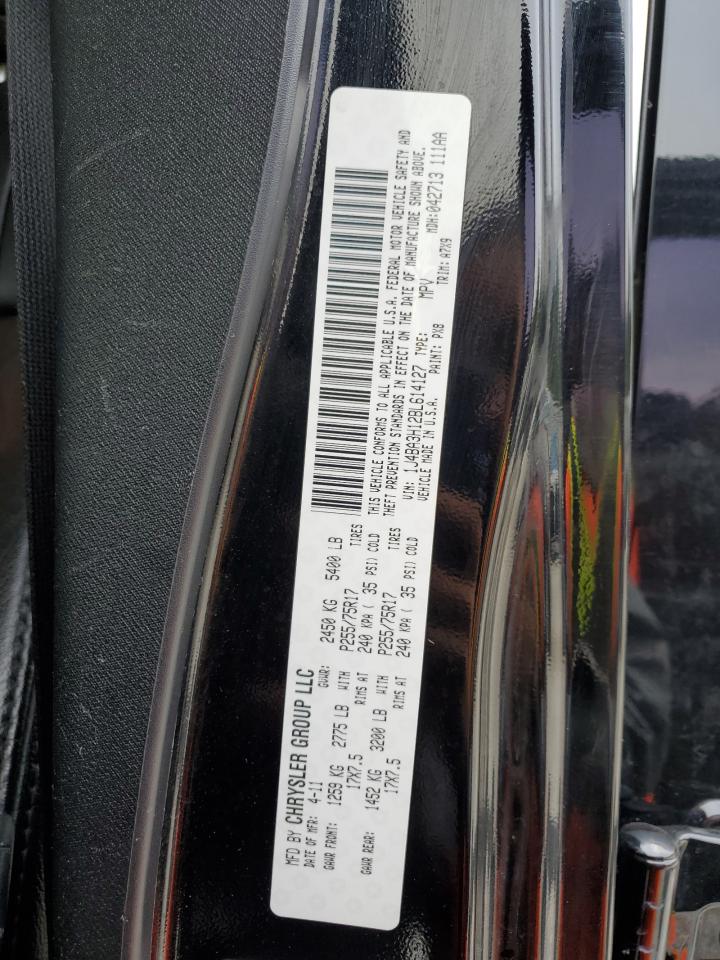 MFD BY CHRYSLER GROUP LLC
DATE OF MFR: 4-11 GVWR: 2450 KG 5400 LB
GAWR FRONT: 1259 KG 2775 LB WITH P255/75R17 TIRES
17X7.5 RIMS AT 240 KPA ( 35 PSI) COLD
GAWR REAR: 1452 KG 3200 LB WITH P255/75R17 TIRES
17X7.5 RIMS AT 240 KPA ( 35 PSI) COLD
THIS VEHICLE CONFORMS TO ALL APPLICABLE U.S.A. FEDERAL MOTOR VEHICLE SAFETY AND
THEFT PREVENTION STANDARDS IN EFFECT ON THE DATE OF MANUFACTURE SHOWN ABOVE.
VIN: 1J4BA3H12BL614127 TYPE: MPV MDH:042713 111AA
VEHICLE MADE IN U.S.A. PAINT: PX8 TRIM: A7X9